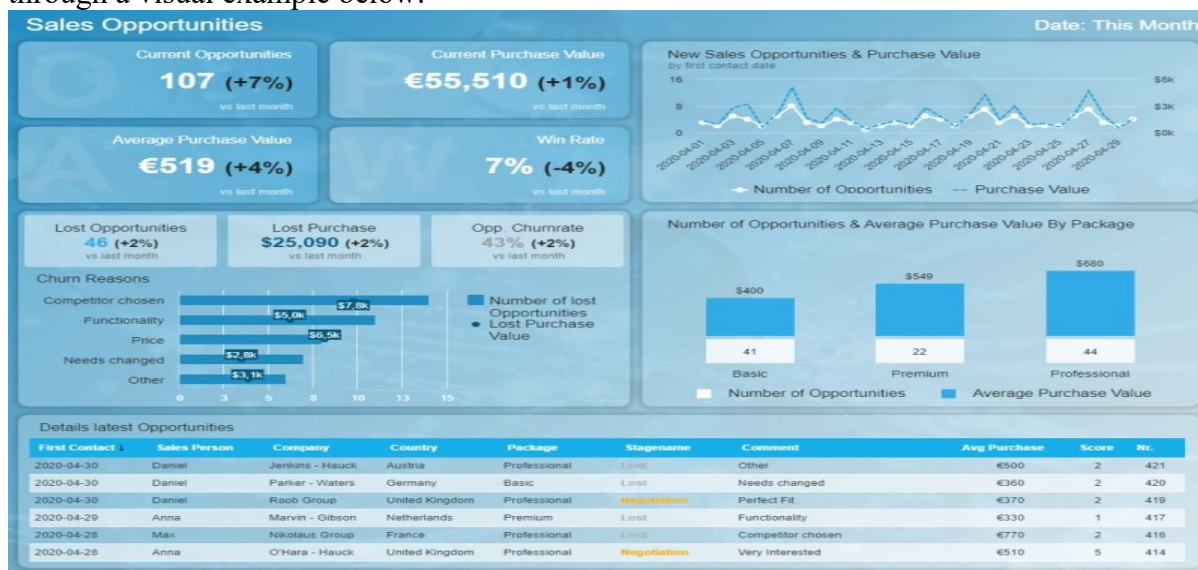 through a visual example below.
Sales Opportunities
Date: This Month
Current Opportunities
107 (+7%)
vs last month
Current Purchase Value
€55,510 (+1%)
vs last month
Average Purchase Value
€519 (+4%)
vs last month
Win Rate
7% (-4%)
vs last month
New Sales Opportunities & Purchase Value
by first contact date
16
8
0
$6k
$3k
$0k
2020-04-01
2020-04-03
2020-04-05
2020-04-07
2020-04-09
2020-04-11
2020-04-13
2020-04-15
2020-04-17
2020-04-19
2020-04-21
2020-04-23
2020-04-25
2020-04-27
2020-04-29
Number of Opportunities
Purchase Value
Lost Opportunities
46 (+2%)
vs last month
Lost Purchase
$25,090 (+2%)
vs last month
Opp. Churnrate
43% (+2%)
vs last month
Churn Reasons
Competitor chosen
$7,8k
Functionality
$5,0k
Price
$6,5k
Needs changed
$2,8k
Other
$3,1k
0 3 5 8 10 13 15
Number of lost
Opportunities
Lost Purchase
Value
Number of Opportunities & Average Purchase Value By Package
$400
$549
$680
41
22
44
Basic
Premium
Professional
Number of Opportunities
Average Purchase Value
Details latest Opportunities
First Contact ↓ Sales Person Company Country Package Stagename Comment Avg Purchase Score Nr.
2020-04-30 Daniel Jenkins - Hauck Austria Professional Lost Other €500 2 421
2020-04-30 Daniel Parker - Waters Germany Basic Lost Needs changed €360 2 420
2020-04-30 Daniel Roob Group United Kingdom Professional Negotiation Perfect Fit €370 2 419
2020-04-29 Anna Marvin - Gibson Netherlands Premium Lost Functionality €330 1 417
2020-04-28 Max Nikolaus Group France Professional Lost Competitor chosen €770 2 416
2020-04-28 Anna O'Hara - Hauck United Kingdom Professional Negotiation Very Interested €510 5 414